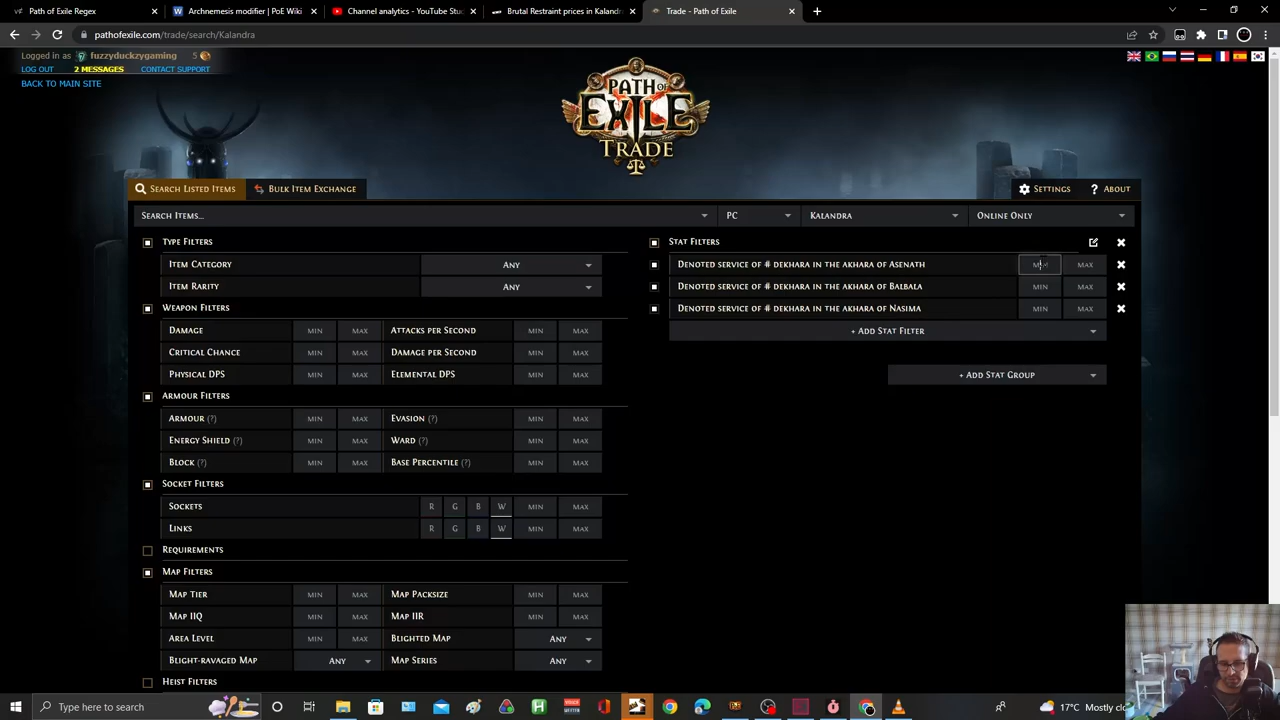 Path of Exile Regex
Archnemesis modifier | PoE Wiki
Channel analytics - YouTube Stu
Brutal Restraint prices in Kalandr
Trade - Path of Exile
pathofexile.com/trade/search/Kalandra
Logged in as fuzzyduckzygaming 5
LOG OUT 2 MESSAGES CONTACT SUPPORT
BACK TO MAIN SITE
PATH OF EXILE TRADE
Search Listed Items
Bulk Item Exchange
Settings
? About
Search Items...
PC
Kalandra
Online Only
Type Filters
Item Category Any
Item Rarity Any
Weapon Filters
Damage MIN MAX Attacks per Second MIN MAX
Critical Chance MIN MAX Damage per Second MIN MAX
Physical DPS MIN MAX Elemental DPS MIN MAX
Armour Filters
Armour (?) MIN MAX Evasion (?) MIN MAX
Energy Shield (?) MIN MAX Ward (?) MIN MAX
Block (?) MIN MAX Base Percentile (?) MIN MAX
Socket Filters
Sockets R G B W MIN MAX
Links R G B W MIN MAX
Requirements
Map Filters
Map Tier MIN MAX Map Packsize MIN MAX
Map IIQ MIN MAX Map IIR MIN MAX
Area Level MIN MAX Blighted Map Any
Blight-ravaged Map Any Map Series Any
Heist Filters
Stat Filters
Denoted service of # dekhara in the akhara of Asenath MIN MAX
Denoted service of # dekhara in the akhara of Balbala MIN MAX
Denoted service of # dekhara in the akhara of Nasima MIN MAX
+ Add Stat Filter
+ Add Stat Group
Type here to search
17°C Mostly clo